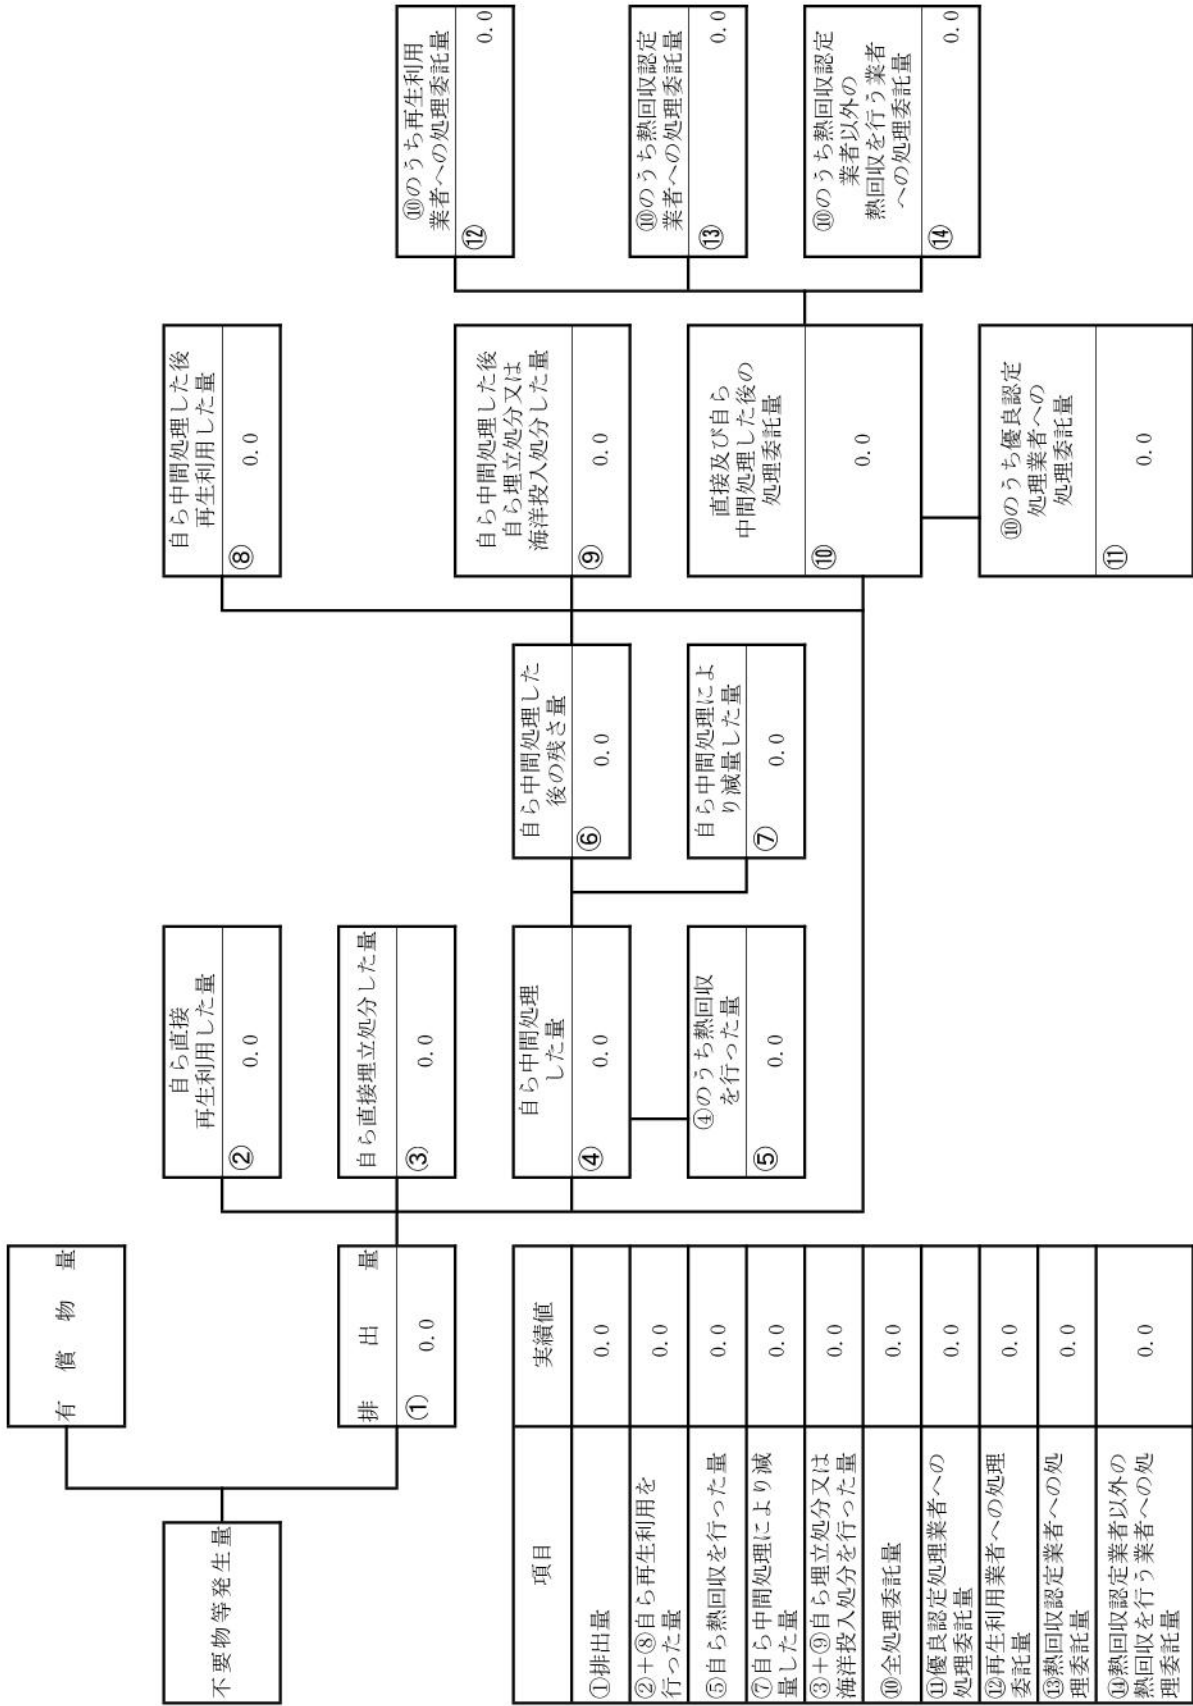 不要物等発生量
有償物量
排出量
①
0.0
自ら直接
再生利用した量
②
0.0
自ら直接埋立処分した量
③
0.0
自ら中間処理
した量
④
0.0
④のうち熱回収
を行った量
⑤
0.0
自ら中間処理した
後の残さ量
⑥
0.0
自ら中間処理によ
り減量した量
⑦
0.0
自ら中間処理した後
再生利用した量
⑧
0.0
自ら中間処理した後
自ら埋立処分又は
海洋投入処分した量
⑨
0.0
直接及び自ら
中間処理した後の
処理委託量
⑩
0.0
⑩のうち優良認定
処理業者への
処理委託量
⑪
0.0
⑩のうち再生利用
業者への処理委託量
⑫
0.0
⑩のうち熱回収認定
業者への処理委託量
⑬
0.0
⑩のうち熱回収認定
業者以外の
熱回収を行う業者
への処理委託量
⑭
0.0
項目 実績値
①排出量 0.0
②+⑧自ら再生利用を
行った量 0.0
⑤自ら熱回収を行った量 0.0
⑦自ら中間処理により減
量した量 0.0
③+⑨自ら埋立処分又は
海洋投入処分を行った量 0.0
⑩全処理委託量 0.0
⑪優良認定処理業者への
処理委託量 0.0
⑫再生利用業者への処理
委託量 0.0
⑬熱回収認定業者への処
理委託量 0.0
⑭熱回収認定業者以外の
熱回収を行う業者への処
理委託量 0.0